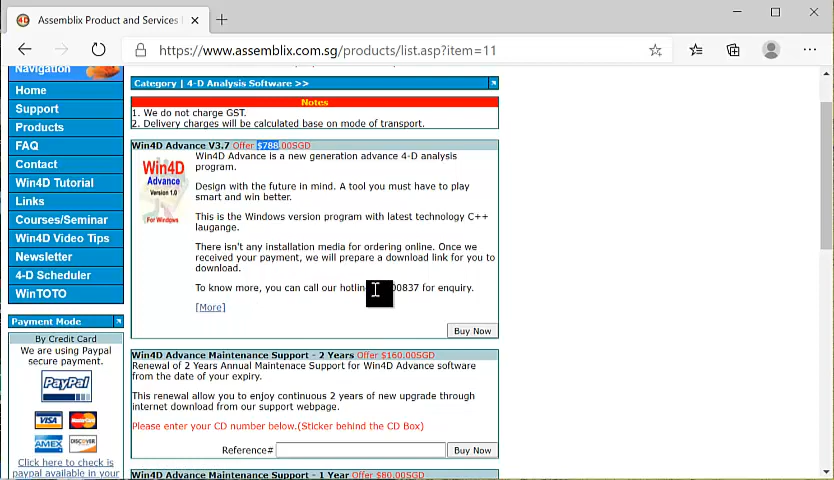 Assemblix Product and Services
https://www.assemblix.com.sg/products/list.asp?item=11
Navigation
Home
Support
Products
FAQ
Contact
Win4D Tutorial
Links
Courses/Seminar
Win4D Video Tips
Newsletter
4-D Scheduler
WinTOTO
Payment Mode
By Credit Card
We are using Paypal
secure payment.
PayPal
VISA
MasterCard
AMEX
DISCOVER
Click here to check is
paypal available in your
Category | 4-D Analysis Software >>
Notes
1. We do not charge GST.
2. Delivery charges will be calculated base on mode of transport.
Win4D Advance V3.7 Offer $788.00SGD
Win4D
Advance
Version 1.0
For Windows
Win4D Advance is a new generation advance 4-D analysis
program.
Design with the future in mind. A tool you must have to play
smart and win better.
This is the Windows version program with latest technology C++
laugange.
There isn't any installation media for ordering online. Once we
received your payment, we will prepare a download link for you to
download.
To know more, you can call our hotline 00837 for enquiry.
[More]
Buy Now
Win4D Advance Maintenance Support - 2 Years Offer $160.00SGD
Renewal of 2 Years Annual Maintenace Support for Win4D Advance software
from the date of your expiry.
This renewal allow you to enjoy continuous 2 years of new upgrade through
internet download from our support webpage.
Please enter your CD number below.(Sticker behind the CD Box)
Reference#
Buy Now
Win4D Advance Maintenance Support - 1 Year Offer $80.00SGD